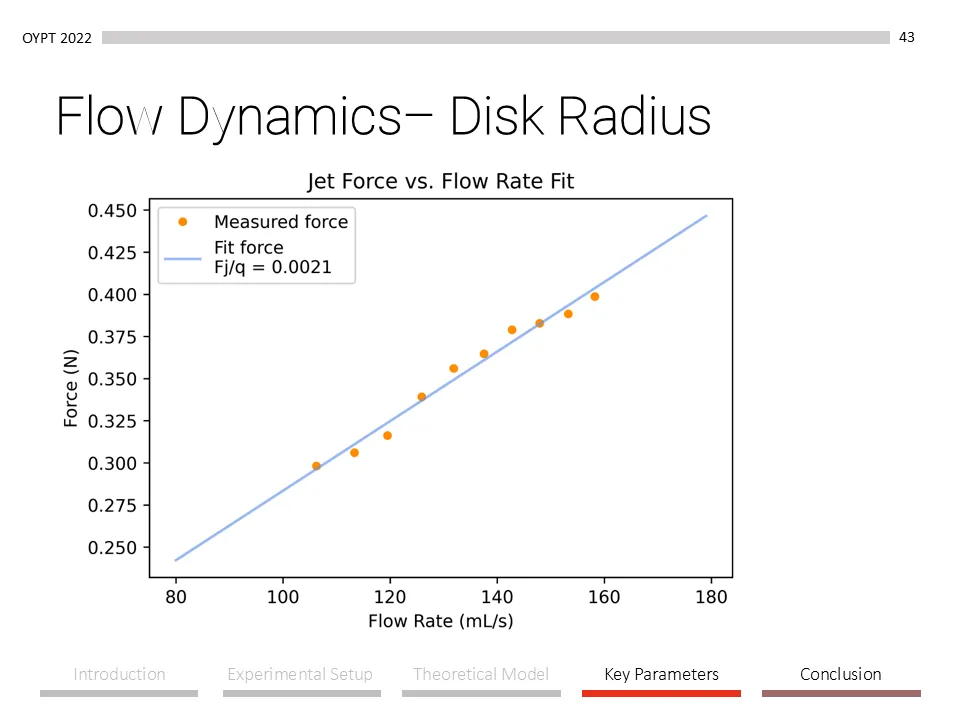 OYPT 2022
43
Flow Dynamics– Disk Radius
Jet Force vs. Flow Rate Fit
Measured force
Fit force
Fj/q = 0.0021
Force (N)
0.450
0.425
0.400
0.375
0.350
0.325
0.300
0.275
0.250
80 100 120 140 160 180
Flow Rate (mL/s)
Introduction Experimental Setup Theoretical Model Key Parameters Conclusion